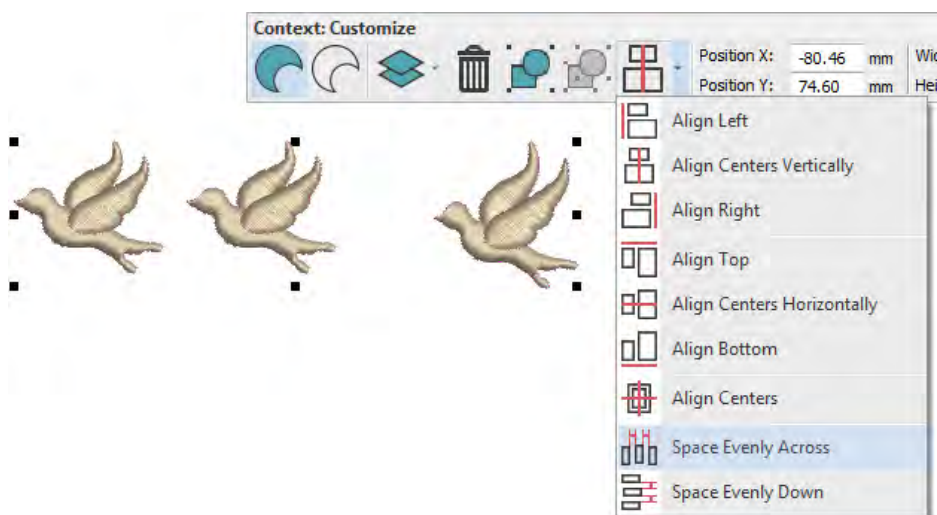 Context: Customize
Position X: -80.46 mm
Position Y: 74.60 mm
Align Left
Align Centers Vertically
Align Right
Align Top
Align Centers Horizontally
Align Bottom
Align Centers
Space Evenly Across
Space Evenly Down